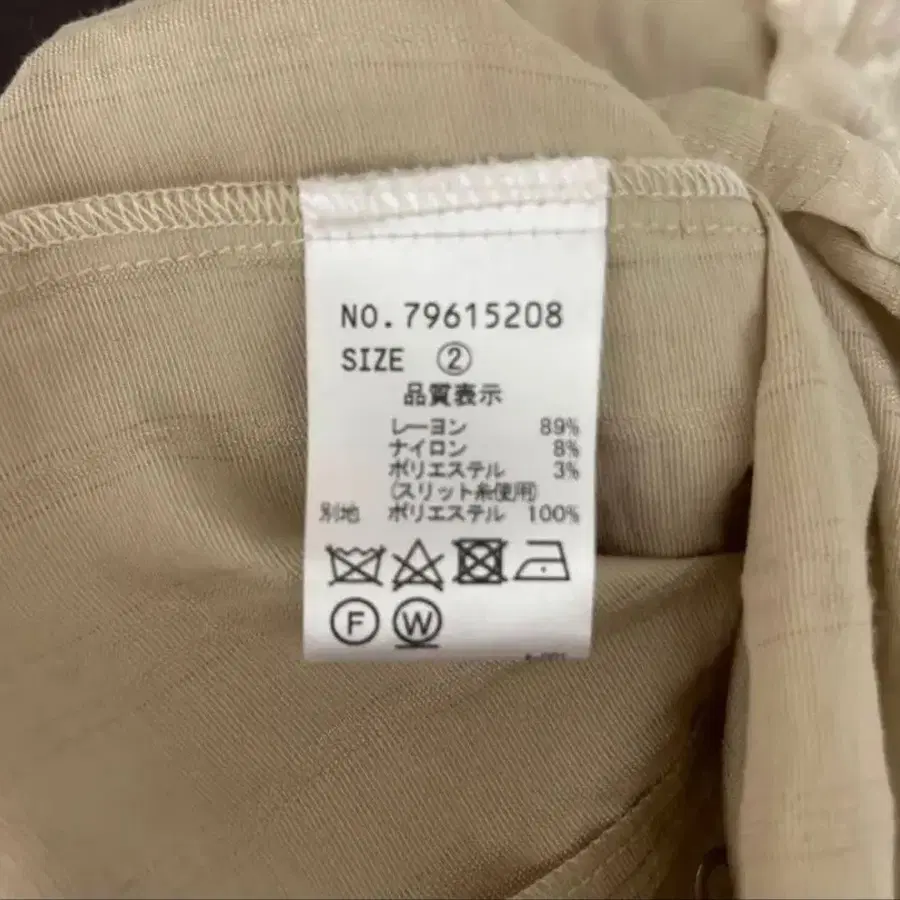 NO.79615208
SIZE ②
品質表示
レーヨン 89%
ナイロン 8%
ポリエステル 3%
(スリット糸使用)
別地 ポリエステル 100%
F W